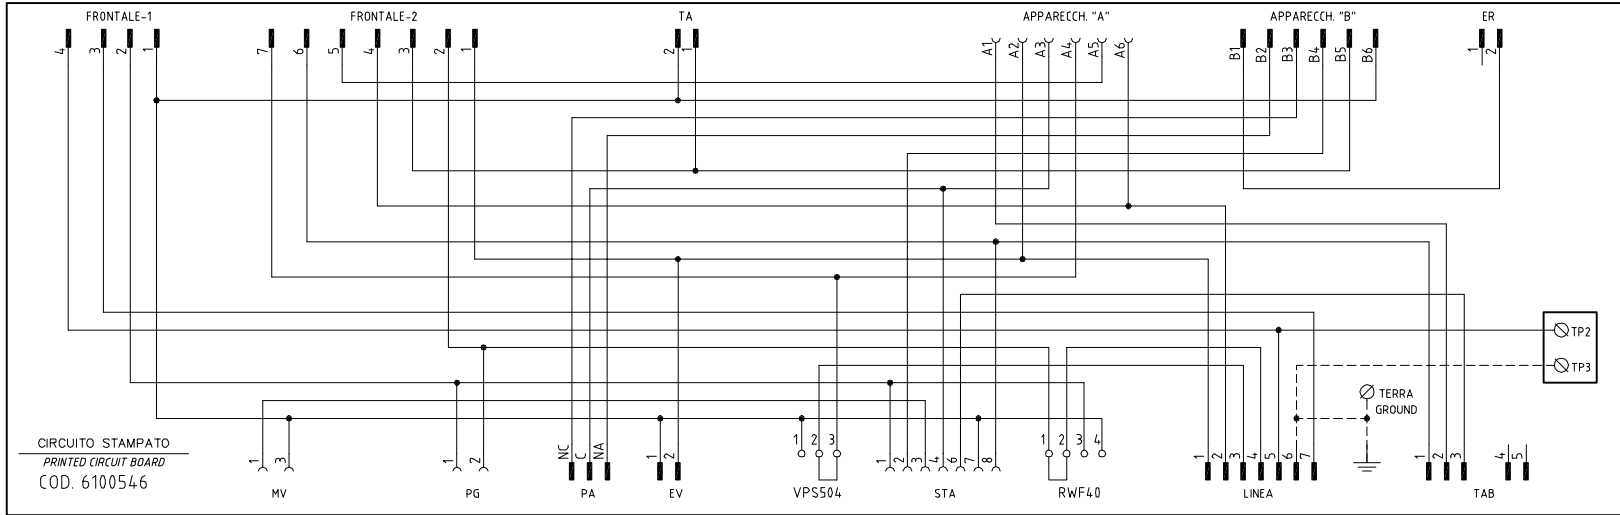 FRONTALE-1 FRONTALE-2 TA APPARECCH. "A" APPARECCH. "B" ER
4 3 2 1 7 6 5 4 3 2 1 2 1 A1 A2 A3 A4 A5 A6 B1 B2 B3 B4 B5 B6 1 2
TP2
TP3
TERRA
GROUND
CIRCUITO STAMPATO
PRINTED CIRCUIT BOARD
COD. 6100546
1 3 1 2 NC C NA 1 2 1 2 3 1 2 3 4 6 7 8 1 2 3 4 1 2 3 4 5 6 7 1 2 3 4 5
MV PG PA EV VPS504 STA RWF40 LINEA TAB